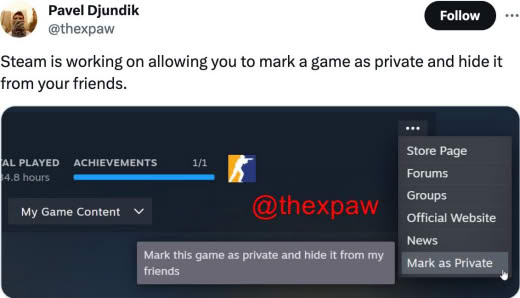 Pavel Djundik
@thexpaw
Follow
Steam is working on allowing you to mark a game as private and hide it
from your friends.
AL PLAYED ACHIEVEMENTS 1/1
34.8 hours
My Game Content
@thexpaw
Store Page
Forums
Groups
Official Website
News
Mark as Private
Mark this game as private and hide it from my
friends